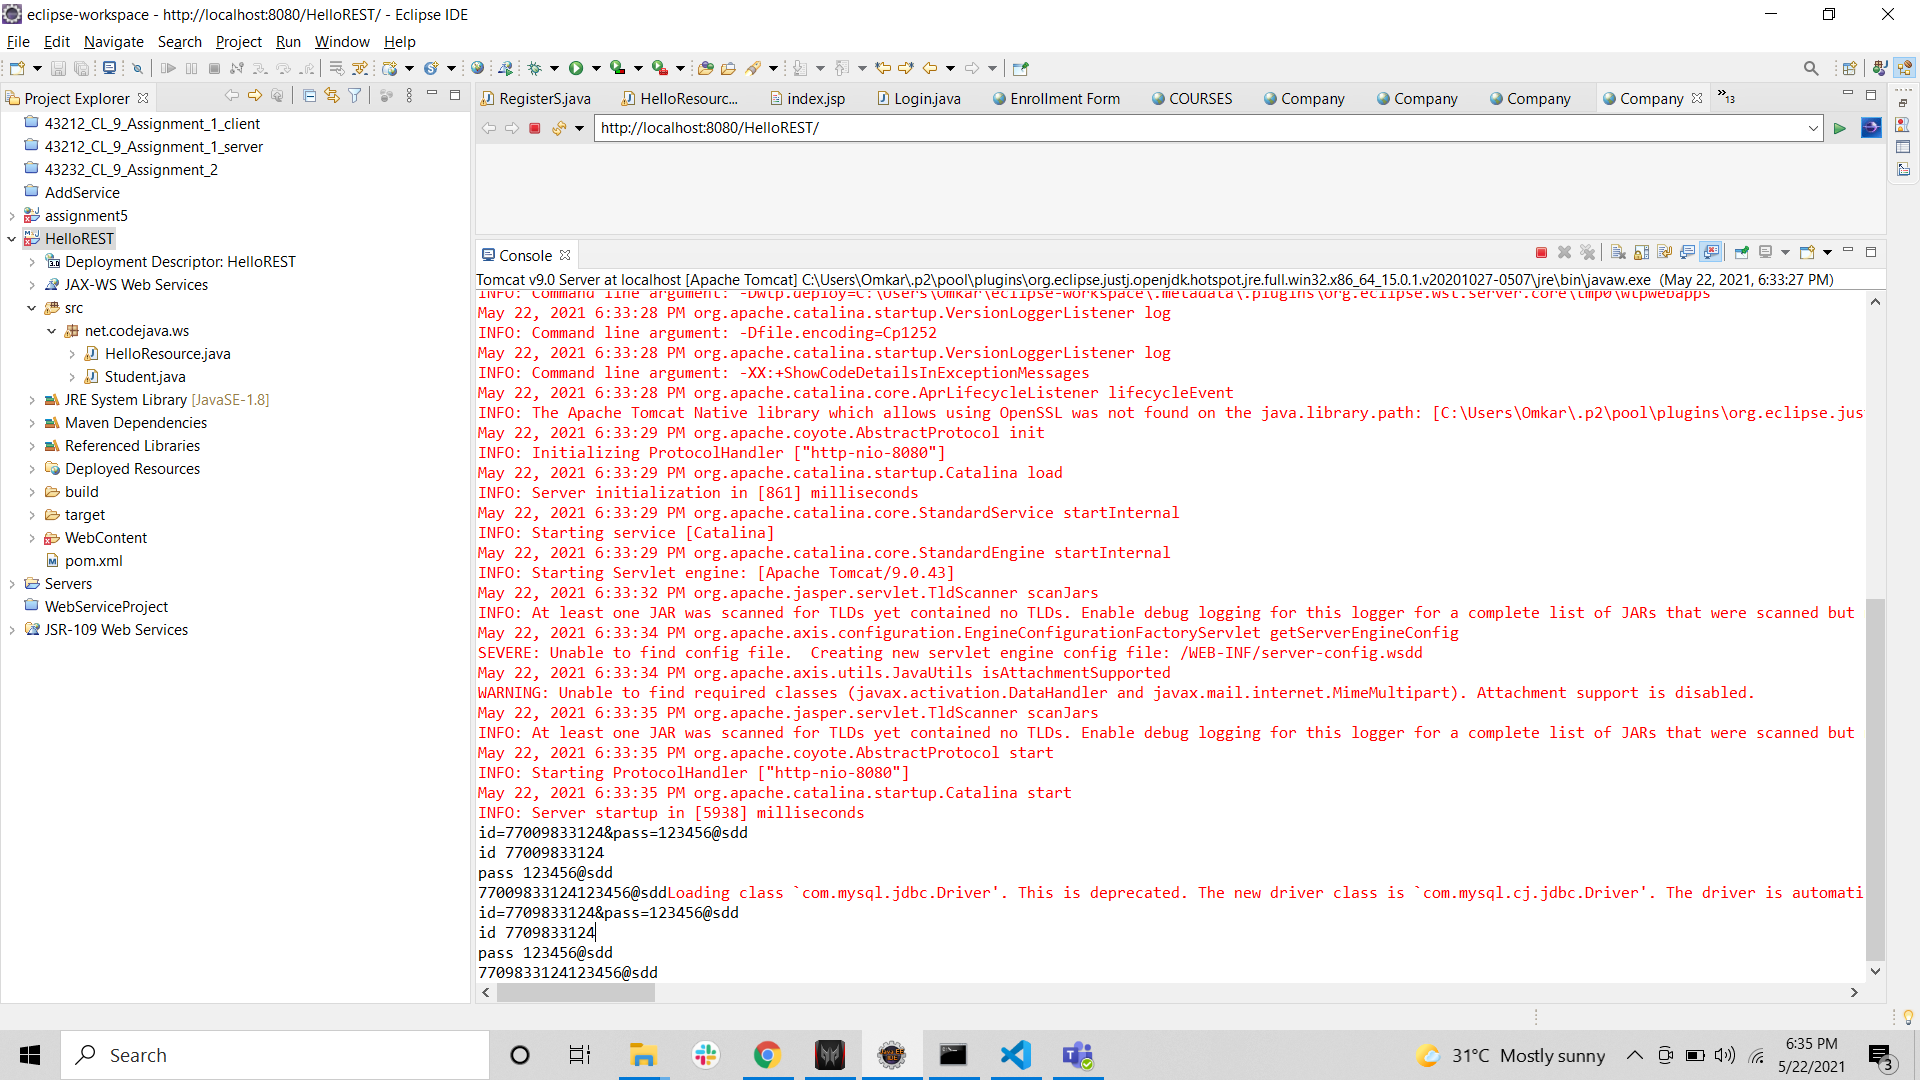 eclipse-workspace - http://localhost:8080/HelloREST/ - Eclipse IDE
File Edit Navigate Search Project Run Window Help
Project Explorer
RegisterS.java HelloResourc... index.jsp Login.java Enrollment Form COURSES Company Company Company Company 13
http://localhost:8080/HelloREST/
43212_CL_9_Assignment_1_client
43212_CL_9_Assignment_1_server
43232_CL_9_Assignment_2
AddService
assignment5
HelloREST
Deployment Descriptor: HelloREST
JAX-WS Web Services
src
net.codejava.ws
HelloResource.java
Student.java
JRE System Library [JavaSE-1.8]
Maven Dependencies
Referenced Libraries
Deployed Resources
build
target
WebContent
pom.xml
Servers
WebServiceProject
JSR-109 Web Services
Console
Tomcat v9.0 Server at localhost [Apache Tomcat] C:\Users\Omkar\.p2\pool\plugins\org.eclipse.justj.openjdk.hotspot.jre.full.win32.x86_64_15.0.1.v20201027-0507\jre\bin\javaw.exe (May 22, 2021, 6:33:27 PM)
INFO: Command line argument: -Dwtp.deploy=C:\Users\Omkar\eclipse-workspace\.metadata\.plugins\org.eclipse.wst.server.core\tmp0\wtpwebapps
May 22, 2021 6:33:28 PM org.apache.catalina.startup.VersionLoggerListener log
INFO: Command line argument: -Dfile.encoding=Cp1252
May 22, 2021 6:33:28 PM org.apache.catalina.startup.VersionLoggerListener log
INFO: Command line argument: -XX:+ShowCodeDetailsInExceptionMessages
May 22, 2021 6:33:28 PM org.apache.catalina.core.AprLifecycleListener lifecycleEvent
INFO: The Apache Tomcat Native library which allows using OpenSSL was not found on the java.library.path: [C:\Users\Omkar\.p2\pool\plugins\org.eclipse.jus
May 22, 2021 6:33:29 PM org.apache.coyote.AbstractProtocol init
INFO: Initializing ProtocolHandler ["http-nio-8080"]
May 22, 2021 6:33:29 PM org.apache.catalina.startup.Catalina load
INFO: Server initialization in [861] milliseconds
May 22, 2021 6:33:29 PM org.apache.catalina.core.StandardService startInternal
INFO: Starting service [Catalina]
May 22, 2021 6:33:29 PM org.apache.catalina.core.StandardEngine startInternal
INFO: Starting Servlet engine: [Apache Tomcat/9.0.43]
May 22, 2021 6:33:32 PM org.apache.jasper.servlet.TldScanner scanJars
INFO: At least one JAR was scanned for TLDs yet contained no TLDs. Enable debug logging for this logger for a complete list of JARs that were scanned but
May 22, 2021 6:33:34 PM org.apache.axis.configuration.EngineConfigurationFactoryServlet getServerEngineConfig
SEVERE: Unable to find config file.  Creating new servlet engine config file: /WEB-INF/server-config.wsdd
May 22, 2021 6:33:34 PM org.apache.axis.utils.JavaUtils isAttachmentSupported
WARNING: Unable to find required classes (javax.activation.DataHandler and javax.mail.internet.MimeMultipart). Attachment support is disabled.
May 22, 2021 6:33:35 PM org.apache.jasper.servlet.TldScanner scanJars
INFO: At least one JAR was scanned for TLDs yet contained no TLDs. Enable debug logging for this logger for a complete list of JARs that were scanned but
May 22, 2021 6:33:35 PM org.apache.coyote.AbstractProtocol start
INFO: Starting ProtocolHandler ["http-nio-8080"]
May 22, 2021 6:33:35 PM org.apache.catalina.startup.Catalina start
INFO: Server startup in [5938] milliseconds
id=77009833124&pass=123456@sdd
id 77009833124
pass 123456@sdd
77009833124123456@sddLoading class `com.mysql.jdbc.Driver'. This is deprecated. The new driver class is `com.mysql.cj.jdbc.Driver'. The driver is automati
id=7709833124&pass=123456@sdd
id 7709833124
pass 123456@sdd
7709833124123456@sdd
Search
31°C Mostly sunny
6:35 PM
5/22/2021
3